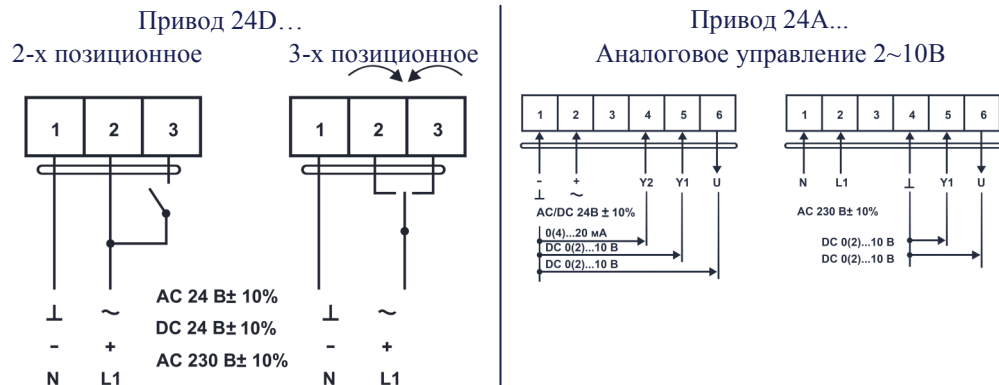 Привод 24D…
2-х позиционное
3-х позиционное
1 2 3
1 2 3
⊥ ~
- +
N L1
AC 24 В± 10%
DC 24 В± 10%
AC 230 В± 10%
⊥ ~
- +
N L1
Привод 24A...
Аналоговое управление 2~10В
1 2 3 4 5 6
- + Y2 Y1 U
⊥ ~
AC/DC 24В ± 10%
0(4)...20 мА
DC 0(2)...10 В
DC 0(2)...10 В
1 2 3 4 5 6
N L1 ⊥ Y1 U
AC 230 В± 10%
DC 0(2)...10 В
DC 0(2)...10 В